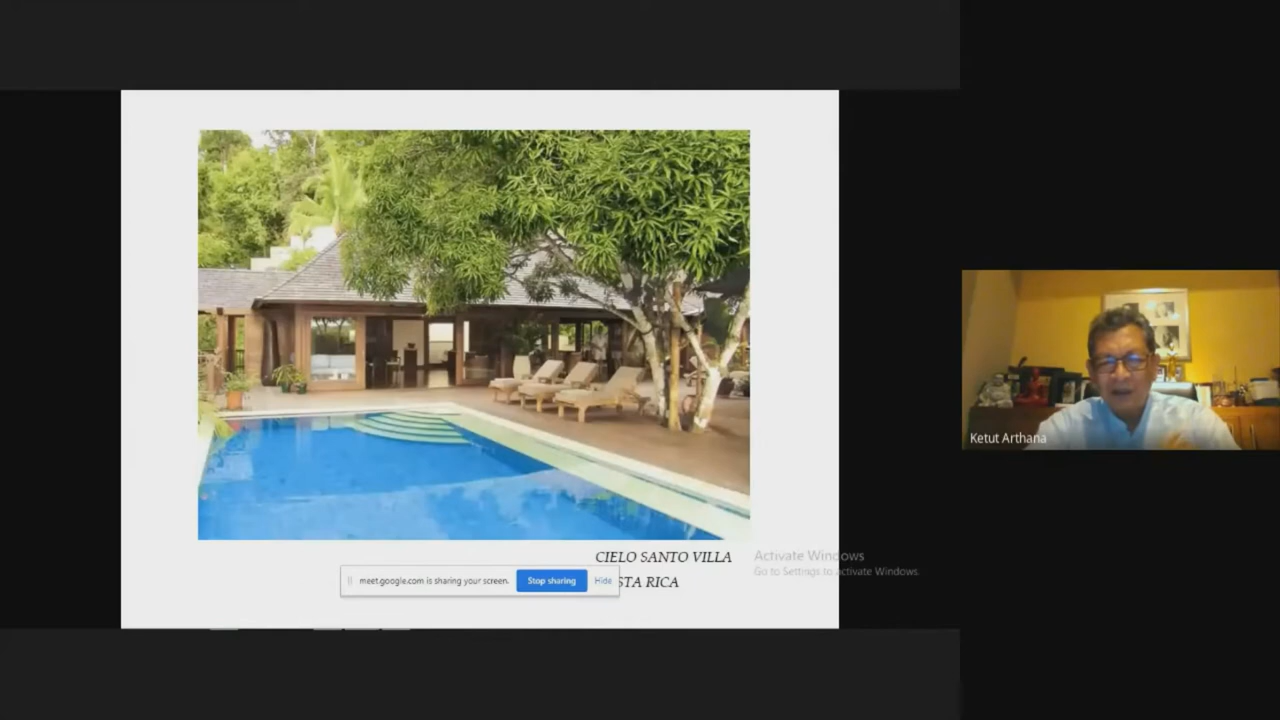 CIELO SANTO VILLA
STA RICA
meet.google.com is sharing your screen.
Stop sharing
Hide
Activate Windows
Go to Settings to activate Windows.
Ketut Arthana